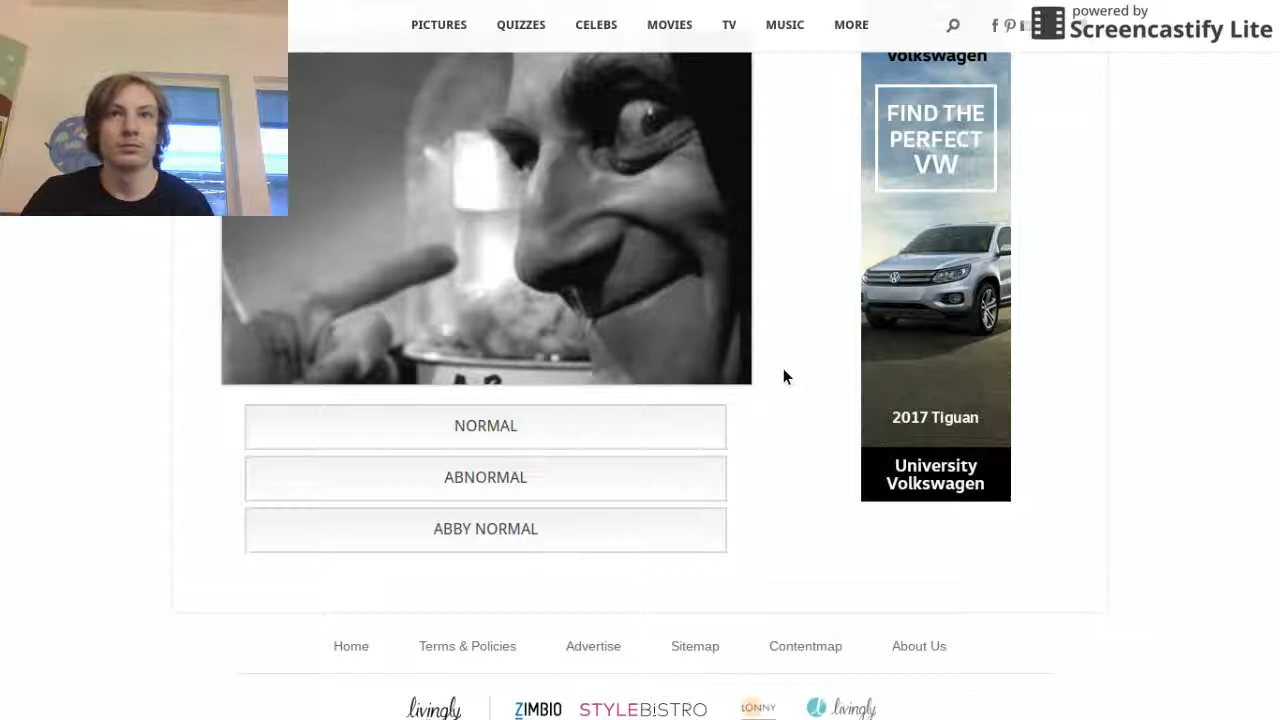 PICTURES QUIZZES CELEBS MOVIES TV MUSIC MORE
powered by
Screencastify Lite
Volkswagen
FIND THE
PERFECT
VW
2017 Tiguan
University
Volkswagen
NORMAL
ABNORMAL
ABBY NORMAL
Home Terms & Policies Advertise Sitemap Contentmap About Us
livingly ZIMBIO STYLEBISTRO LONNY livingly